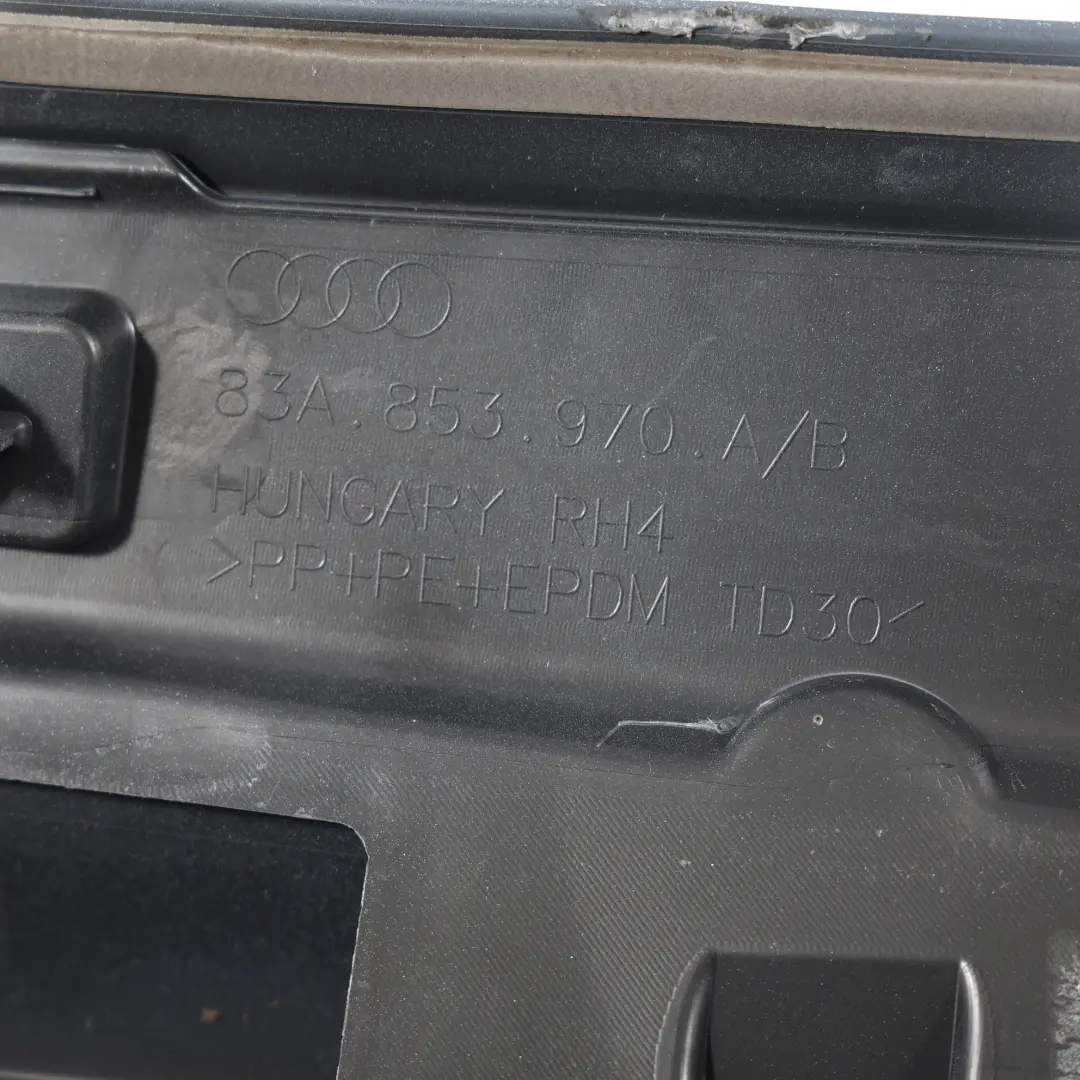 83A.853.970.A/B
HUNGARY RH4
>PP+PE+EPDM TD30<